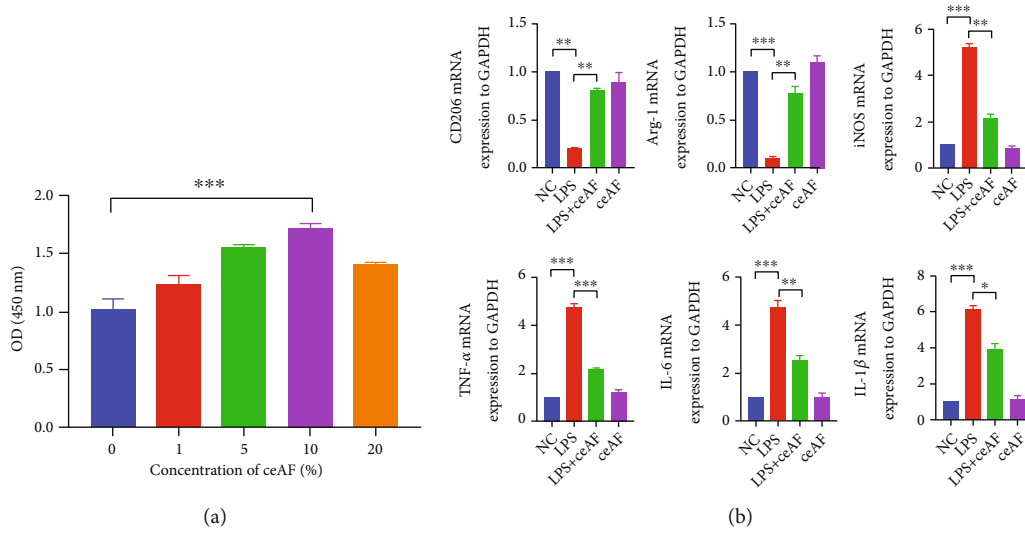 2.0
1.5
1.0
0.5
0.0
OD (450 nm)
***
0
1
5
10
20
Concentration of ceAF (%)
(a)
CD206 mRNA
expression to GAPDH
1.5
1.0
0.5
0.0
**
**
NC
LPS
LPS+ceAF
ceAF
Arg-1 mRNA
expression to GAPDH
1.5
1.0
0.5
0.0
***
**
NC
LPS
LPS+ceAF
ceAF
iNOS mRNA
expression to GAPDH
6
4
2
0
***
**
NC
LPS
LPS+ceAF
ceAF
TNF-α mRNA
expression to GAPDH
6
4
2
0
***
***
NC
LPS
LPS+ceAF
ceAF
IL-6 mRNA
expression to GAPDH
6
4
2
0
***
**
NC
LPS
LPS+ceAF
ceAF
IL-1β mRNA
expression to GAPDH
8
6
4
2
0
***
*
NC
LPS
LPS+ceAF
ceAF
(b)